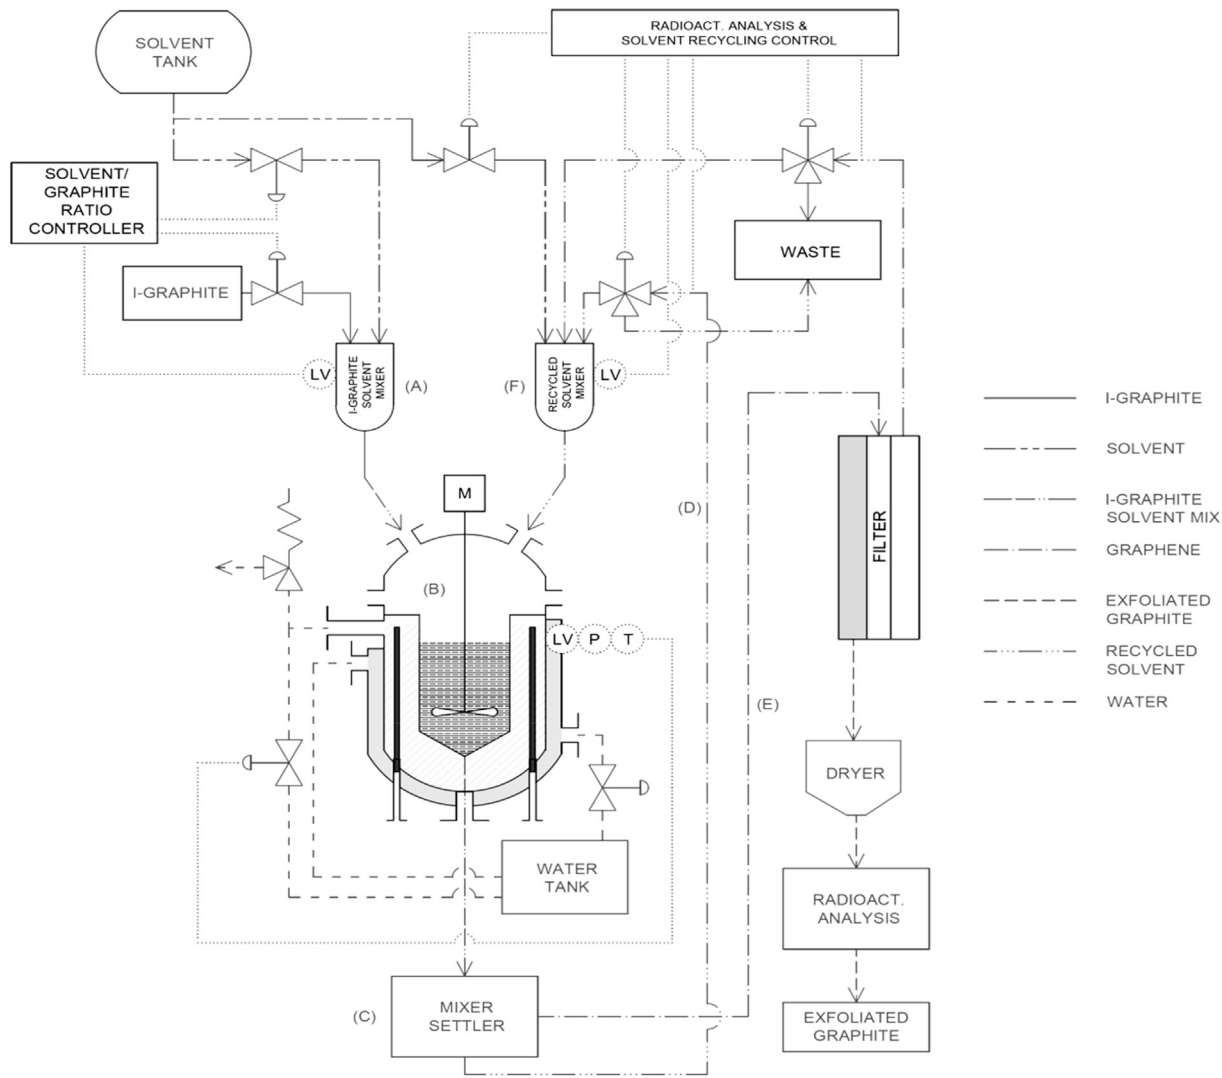 RADIOACT. ANALYSIS &
SOLVENT RECYCLING CONTROL
SOLVENT
TANK
SOLVENT/
GRAPHITE
RATIO
CONTROLLER
WASTE
I-GRAPHITE
LV
I-GRAPHITE
SOLVENT
MIXER
(A)
(F)
RECYCLED
SOLVENT
MIXER
LV
I-GRAPHITE
SOLVENT
I-GRAPHITE
SOLVENT MIX
GRAPHENE
EXFOLIATED
GRAPHITE
RECYCLED
SOLVENT
WATER
M
(D)
FILTER
(B)
LV
P
T
(E)
DRYER
WATER
TANK
RADIOACT.
ANALYSIS
(C)
MIXER
SETTLER
EXFOLIATED
GRAPHITE